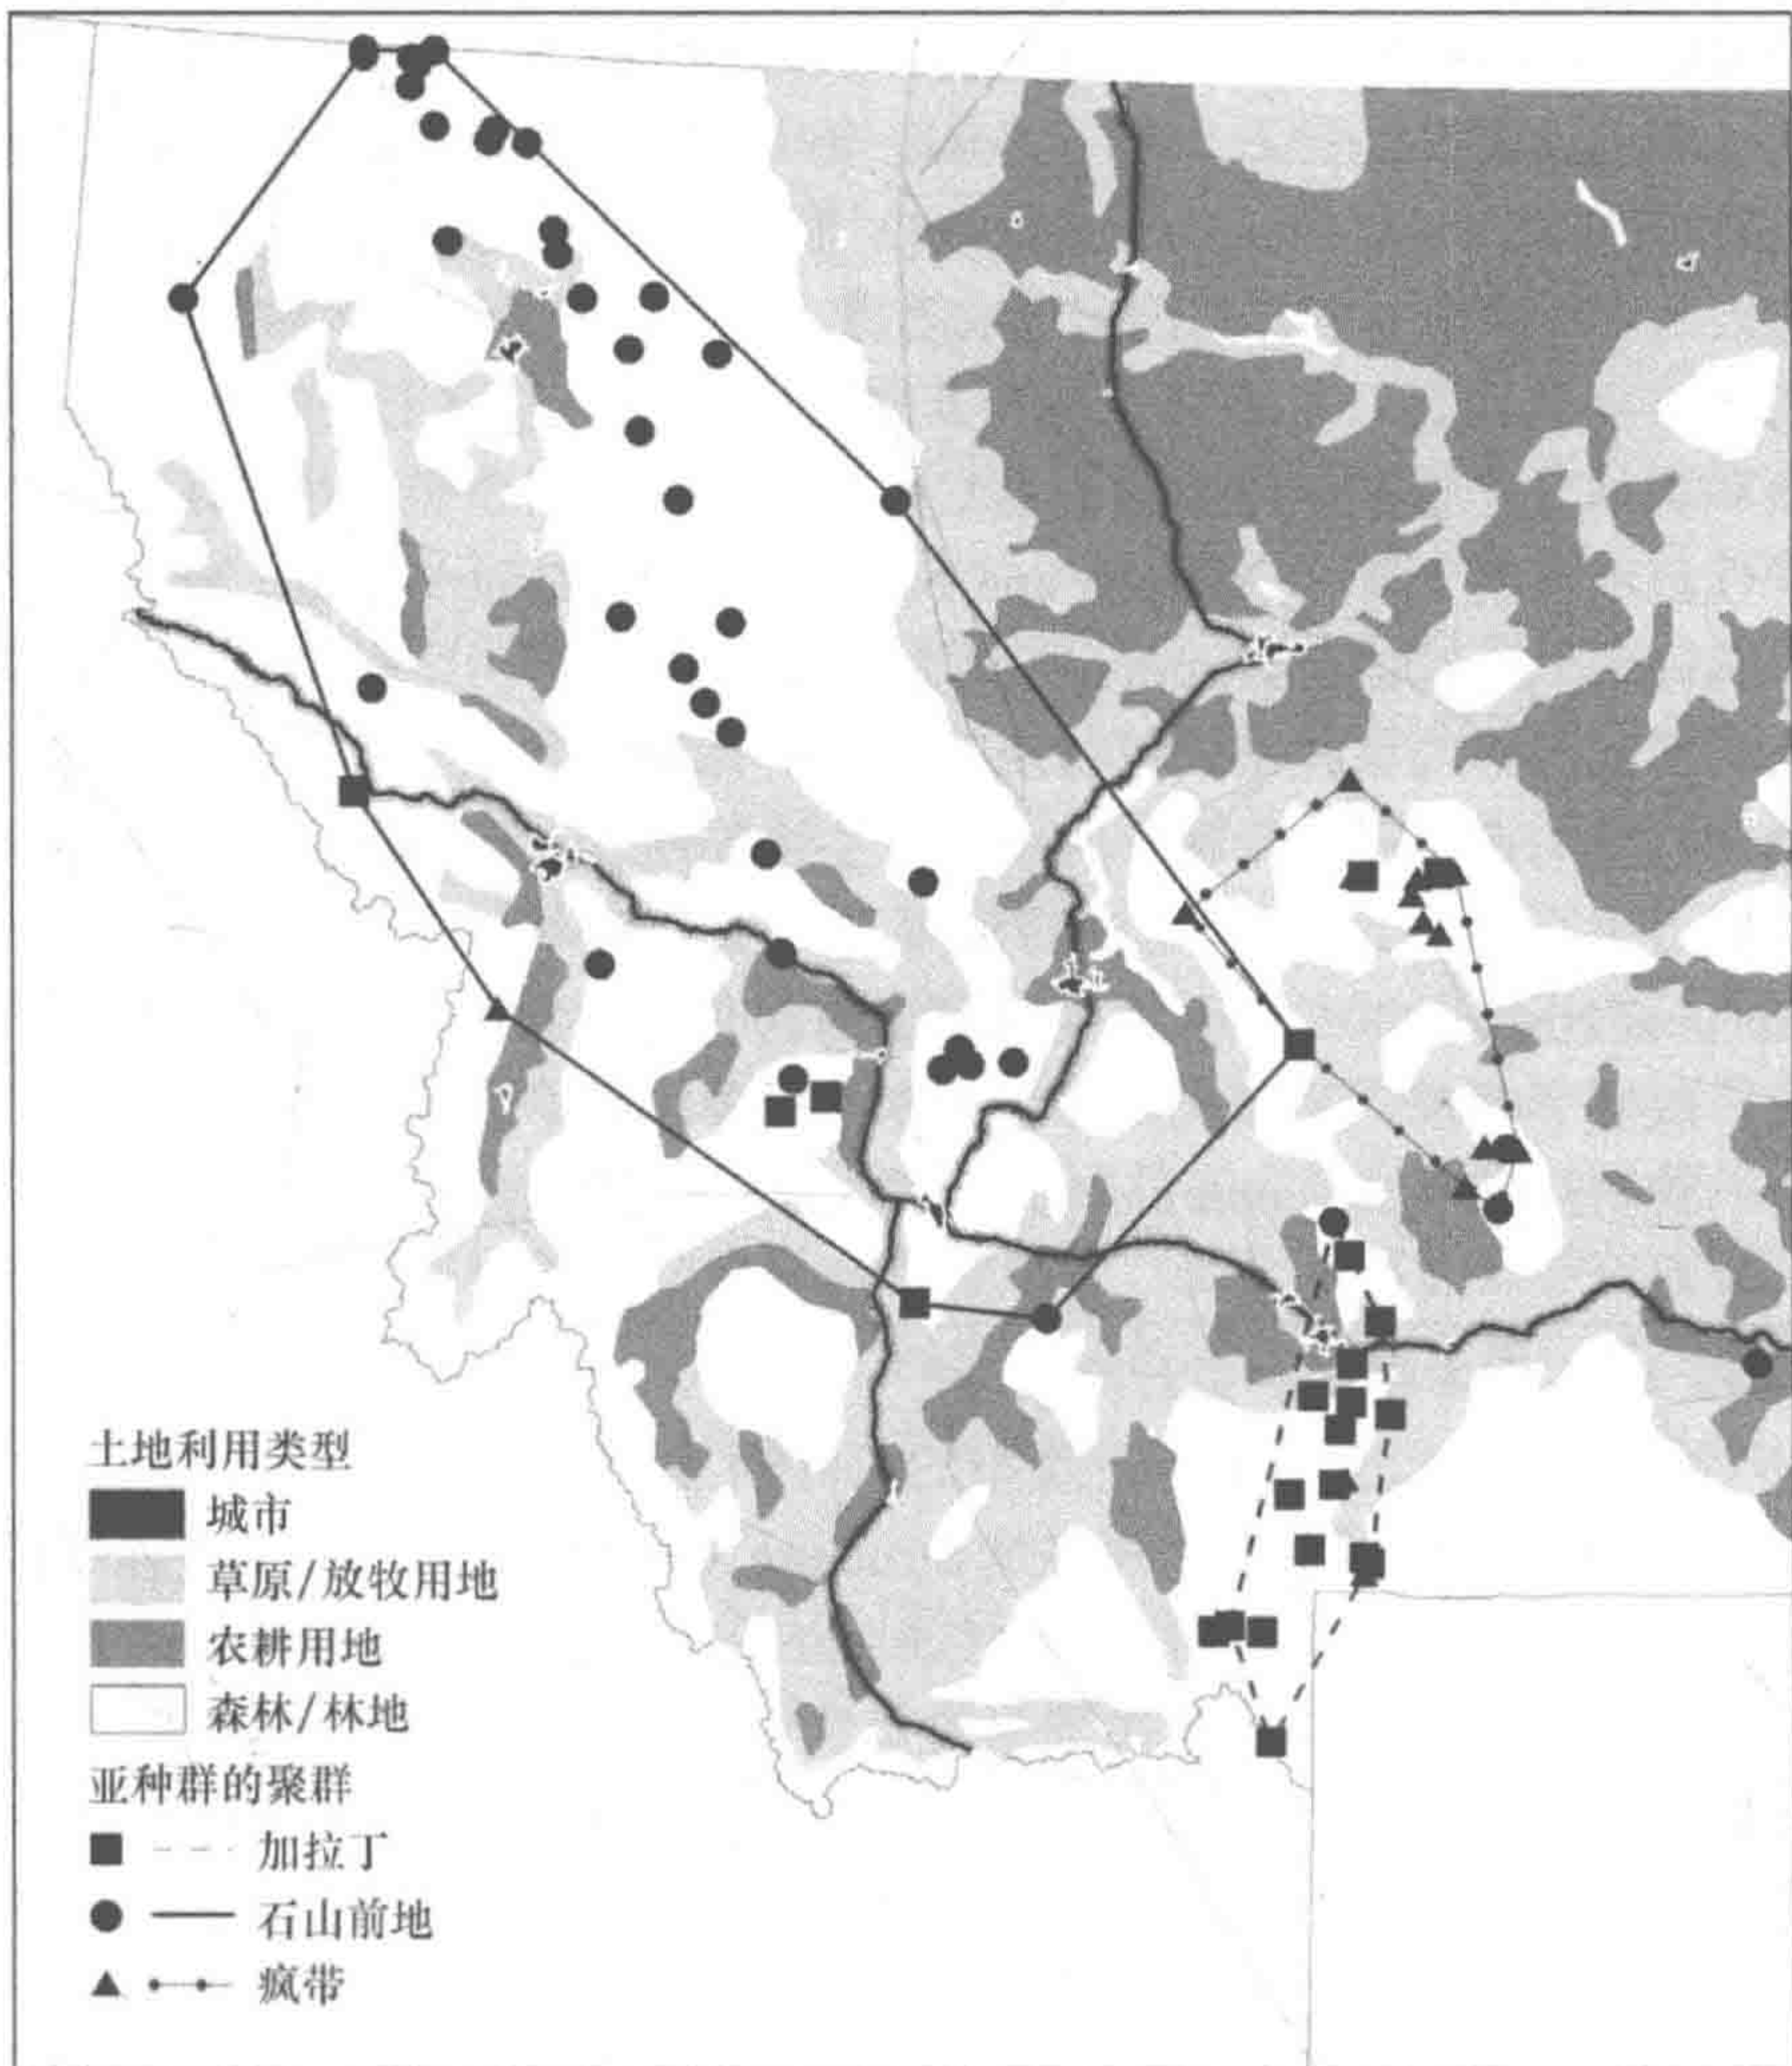 土地利用类型
城市
草原/放牧用地
农耕用地
森林/林地
亚种群的聚群
加拉丁
石山前地
疯带